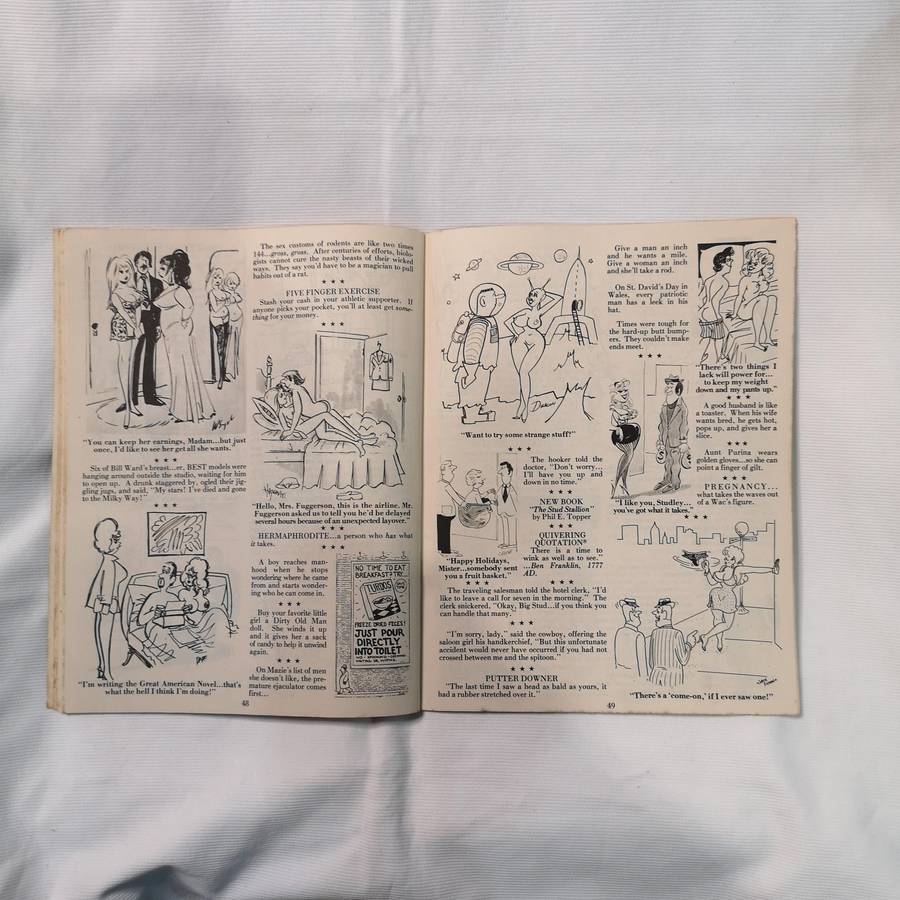 "You can keep her earnings, Madam...but just
once, I'd like to see her get all she wants."
★ ★ ★
Six of Bill Ward's breast...er, BEST models were
hanging around outside the studio, waiting for him
to open up. A drunk staggered by, ogled their jig-
gling jugs, and said, "My stars! I've died and gone
to the Milky Way!"
★ ★ ★
"I'm writing the Great American Novel...that's
what the hell I think I'm doing!"
The sex customs of rodents are like two times
144...gross, gross. After centuries of efforts, biolo-
gists cannot cure the nasty beasts of their wicked
ways. They say you'd have to be a magician to pull
habits out of a rat.
★ ★ ★
FIVE FINGER EXERCISE
Stash your cash in your athletic supporter. If
anyone picks your pocket, you'll at least get some-
thing for your money.
★ ★ ★
"Hello, Mrs. Fuggerson, this is the airline. Mr.
Fuggerson asked us to tell you he'd be delayed
several hours because of an unexpected layover."
★ ★ ★
HERMAPHRODITE...a person who has what
it takes.
★ ★ ★
A boy reaches man-
hood when he stops
wondering where he came
from and starts wonder-
ing who he can come in.
★ ★ ★
Buy your favorite little
girl a Dirty Old Man
doll. She winds it up
and it gives her a sack
of candy to help it unwind
again.
★ ★ ★
On Mazie's list of men
she doesn't like, the pre-
mature ejaculator comes
first...
NO TIME TO EAT
BREAKFAST? TRY...
TURDOS
FREEZE DRIED FECES!
JUST POUR
DIRECTLY
INTO TOILET
48
"Want to try some strange stuff?"
★ ★ ★
"Happy Holidays,
Mister...somebody sent
you a fruit basket."
The hooker told the
doctor, "Don't worry...
I'll have you up and
down in no time.
★ ★ ★
NEW BOOK
"The Stud Stallion"
by Phil E. Topper
★ ★ ★
QUIVERING
QUOTATION*
There is a time to
wink as well as to see."
...Ben Franklin, 1777
AD.
★ ★ ★
The traveling salesman told the hotel clerk, "I'd
like to leave a call for seven in the morning." The
clerk snickered, "Okay, Big Stud...if you think you
can handle that many."
★ ★ ★
"I'm sorry, lady," said the cowboy, offering the
saloon girl his handkerchief, "But this unfortunate
accident would never have occurred if you had not
crossed between me and the spitoon."
★ ★ ★
PUTTER DOWNER
"The last time I saw a head as bald as yours, it
had a rubber stretched over it."
Give a man an inch
and he wants a mile.
Give a woman an inch
and she'll take a rod.
On St. David's Day in
Wales, every patriotic
man has a leek in his
hat.
Times were tough for
the hard-up butt bump-
ers. They couldn't make
ends meet.
★ ★ ★
"I like you, Studley...
you've got what it takes."
★ ★ ★
"There's two things I
lack will power for...
to keep my weight
down and my pants up."
★ ★ ★
A good husband is like
a toaster. When his wife
wants bred, he gets hot,
pops up, and gives her a
slice.
★ ★ ★
Aunt Purina wears
golden gloves...so she can
point a finger of gilt.
★ ★ ★
PREGNANCY...
what takes the waves out
of a Wac's figure.
"There's a 'come-on,' if I ever saw one!"
49